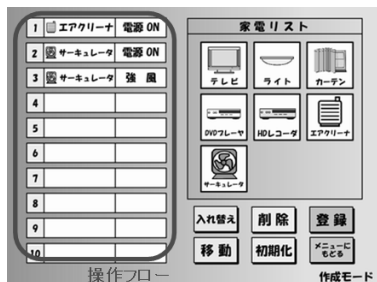 1 エアクリーナ 電源 ON
2 サーキュレータ 電源 ON
3 サーキュレータ 強 風
4
5
6
7
8
9
10
操作フロー
家電リスト
テレビ ライト カーテン
DVDプレーヤ HDレコーダ エアクリーナ
サーキュレータ
入れ替え 削除 登録
移動 初期化 メニューに
もどる
作成モード